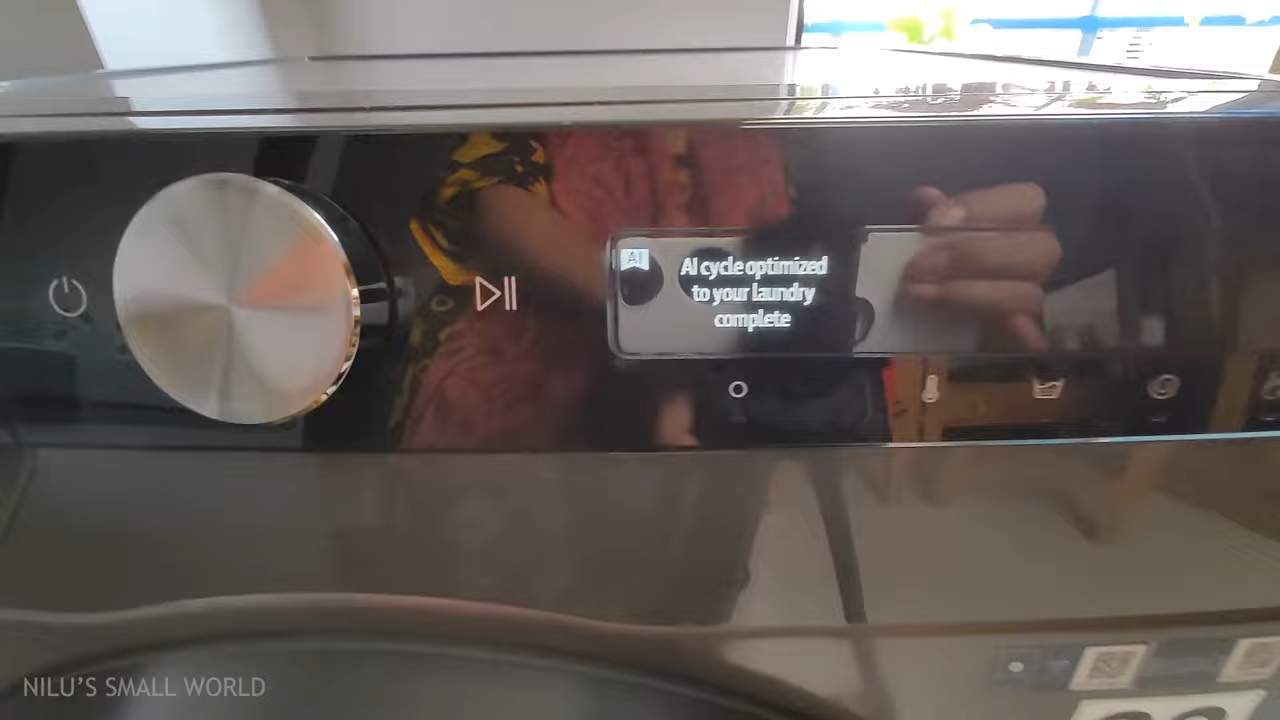 AI
AI cycle optimized
to your laundry
complete
NILU'S SMALL WORLD